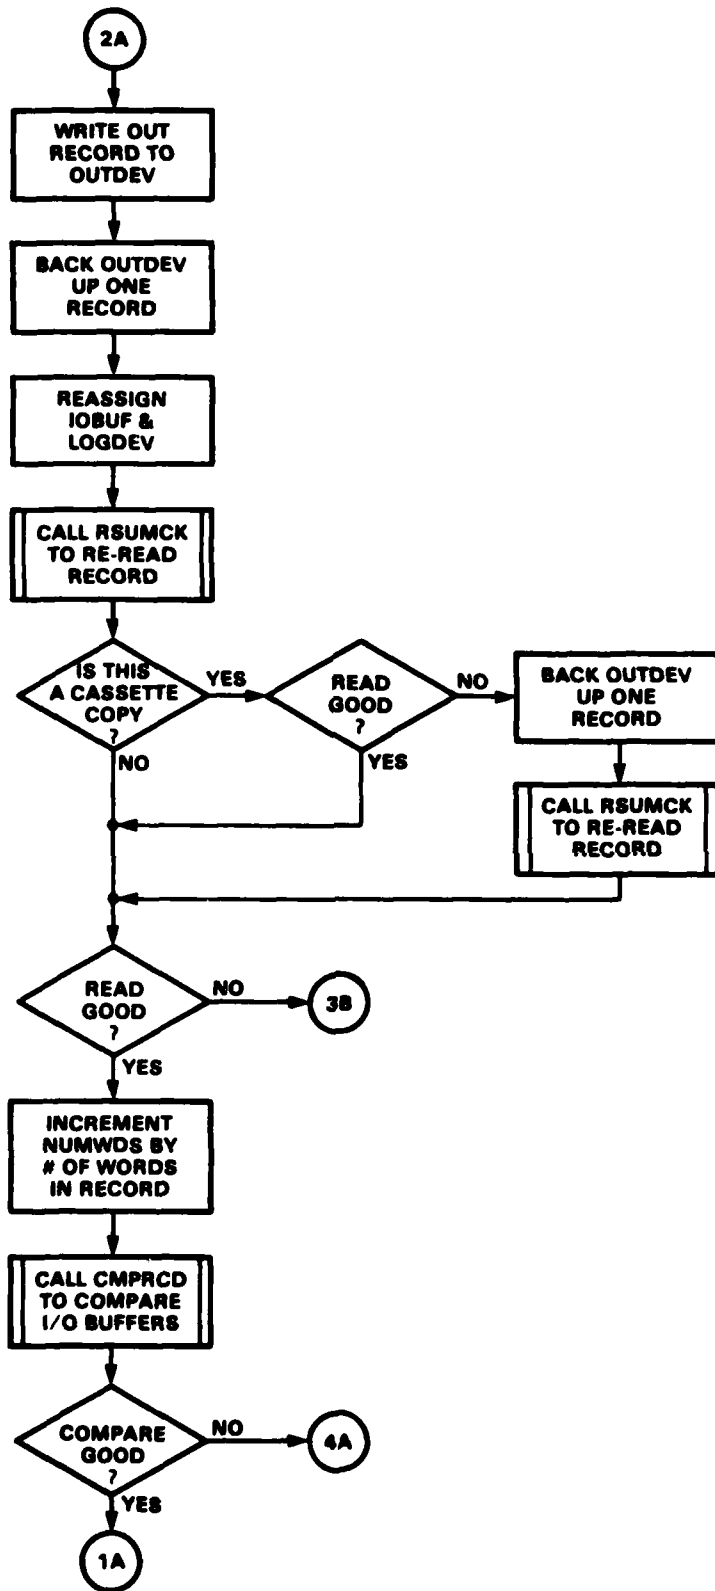 2A
WRITE OUT
RECORD TO
OUTDEV
BACK OUTDEV
UP ONE
RECORD
REASSIGN
IOBUF &
LOGDEV
CALL RSUMCK
TO RE-READ
RECORD
IS THIS
A CASSETTE
COPY
?
YES
NO
READ
GOOD
?
NO
YES
BACK OUTDEV
UP ONE
RECORD
CALL RSUMCK
TO RE-READ
RECORD
READ
GOOD
?
NO
3B
YES
INCREMENT
NUMWDS BY
# OF WORDS
IN RECORD
CALL CMPRCD
TO COMPARE
I/O BUFFERS
COMPARE
GOOD
?
NO
4A
YES
1A